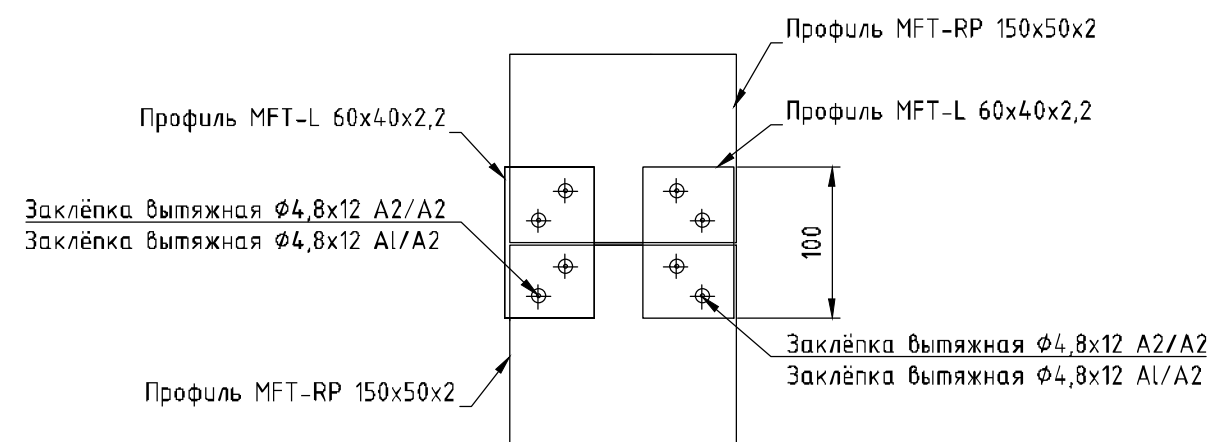 Профиль MFT-RP 150x50x2
Профиль MFT-L 60x40x2,2
Профиль MFT-L 60x40x2,2
Заклёпка вытяжная Ф4,8x12 A2/A2
Заклёпка вытяжная Ф4,8x12 Al/A2
100
Заклёпка вытяжная Ф4,8x12 A2/A2
Заклёпка вытяжная Ф4,8x12 Al/A2
Профиль MFT-RP 150x50x2